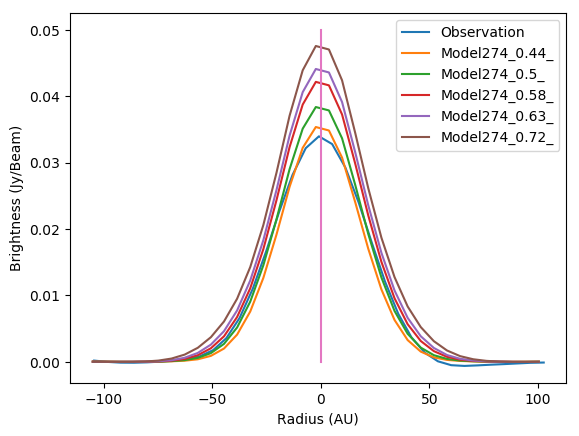 0.05
0.04
0.03
0.02
0.01
0.00
Brightness (Jy/Beam)
Observation
Model274_0.44_
Model274_0.5_
Model274_0.58_
Model274_0.63_
Model274_0.72_
−100 −50 0 50 100
Radius (AU)